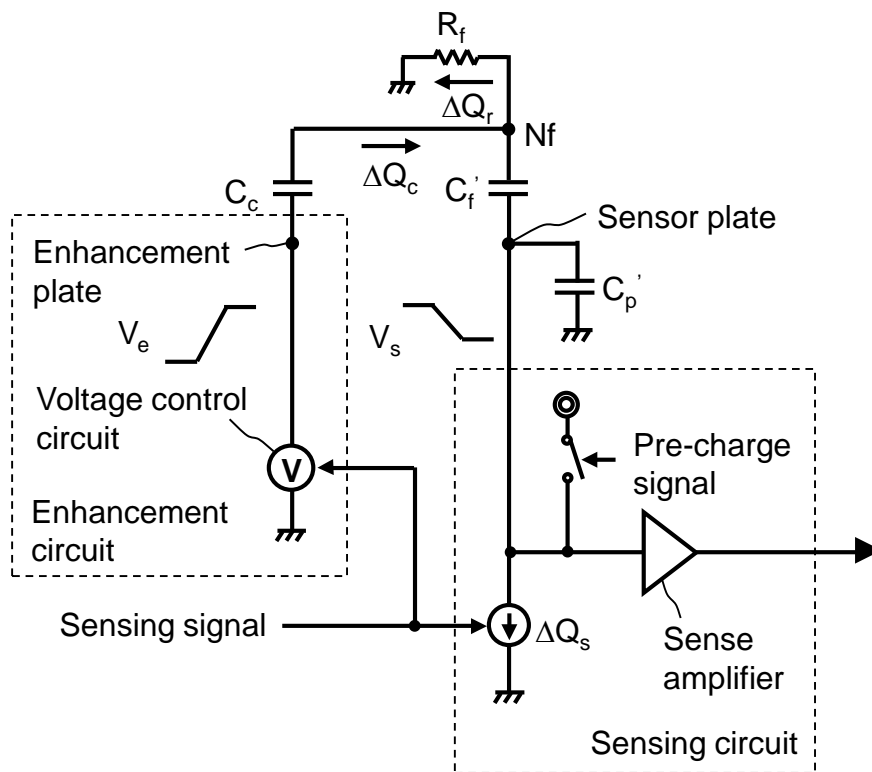 R_f
ΔQ_r
Nf
ΔQ_c
C_c
C_f'
Sensor plate
Enhancement
plate
C_p'
V_e
V_s
Voltage control
circuit
V
Pre-charge
signal
Enhancement
circuit
Sensing signal
ΔQ_s
Sense
amplifier
Sensing circuit